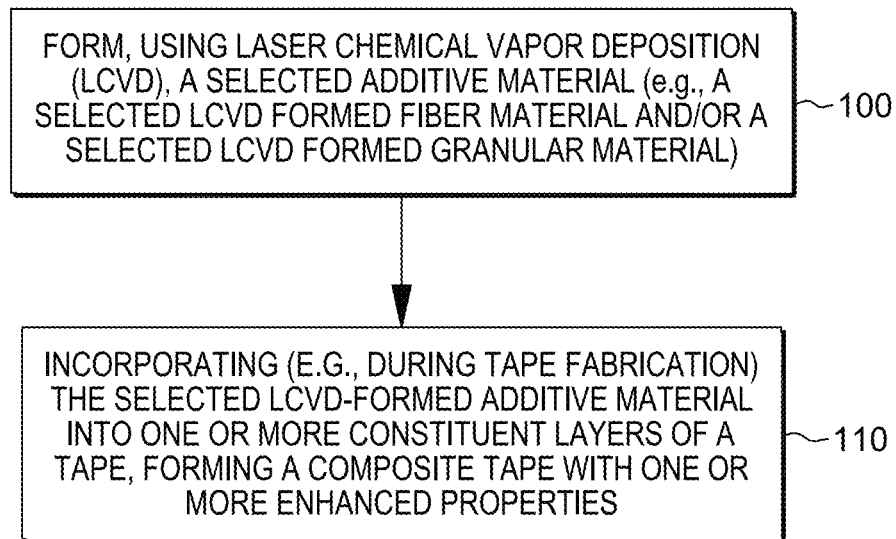 FORM, USING LASER CHEMICAL VAPOR DEPOSITION
(LCVD), A SELECTED ADDITIVE MATERIAL (e.g., A
SELECTED LCVD FORMED FIBER MATERIAL AND/OR A
SELECTED LCVD FORMED GRANULAR MATERIAL)
100
INCORPORATING (E.G., DURING TAPE FABRICATION)
THE SELECTED LCVD-FORMED ADDITIVE MATERIAL
INTO ONE OR MORE CONSTITUENT LAYERS OF A
TAPE, FORMING A COMPOSITE TAPE WITH ONE OR
MORE ENHANCED PROPERTIES
110